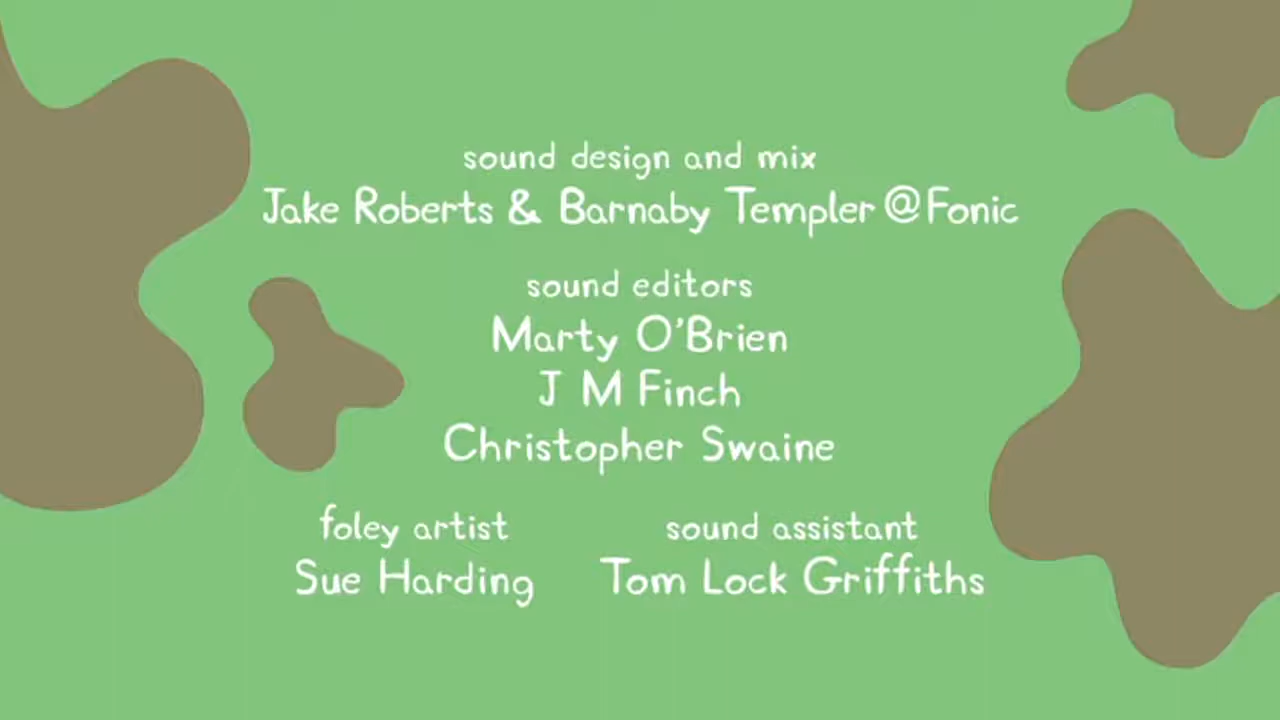 sound design and mix
Jake Roberts & Barnaby Templer @Fonic
sound editors
Marty O'Brien
J M Finch
Christopher Swaine
foley artist
Sue Harding
sound assistant
Tom Lock Griffiths